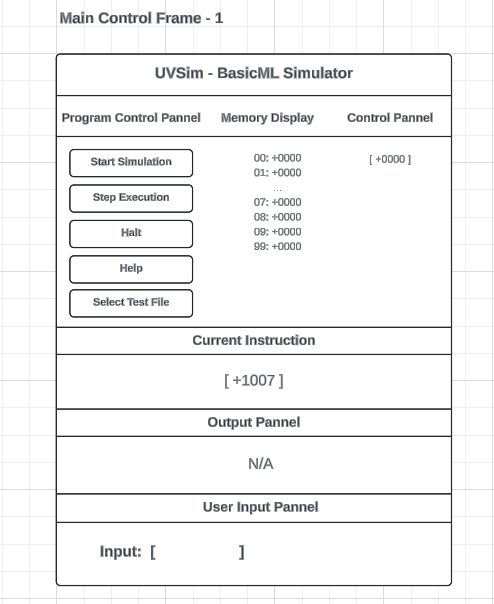 Main Control Frame - 1
UVSim - BasicML Simulator
Program Control Pannel Memory Display Control Pannel
Start Simulation
Step Execution
Halt
Help
Select Test File
00: +0000
01: +0000
...
07: +0000
08: +0000
09: +0000
99: +0000
[ +0000 ]
Current Instruction
[ +1007 ]
Output Pannel
N/A
User Input Pannel
Input: [ ]